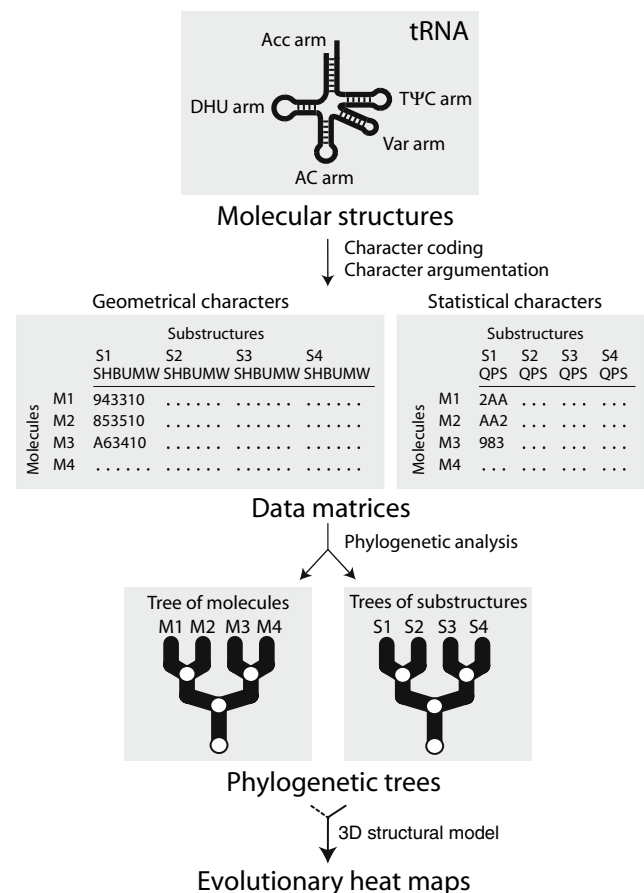 tRNA
Acc arm
DHU arm
TΨC arm
Var arm
AC arm
Molecular structures
Character coding
Character argumentation
Geometrical characters
Substructures
S1 S2 S3 S4
SHBUMW SHBUMW SHBUMW SHBUMW
Molecules
M1 943310 . . . . . . . . . . . . . . . . . .
M2 853510 . . . . . . . . . . . . . . . . . .
M3 A63410 . . . . . . . . . . . . . . . . . .
M4 . . . . . . . . . . . . . . . . . . . . . . . .
Statistical characters
Substructures
S1 S2 S3 S4
QPS QPS QPS QPS
Molecules
M1 2AA . . . . . . . . .
M2 AA2 . . . . . . . . .
M3 983 . . . . . . . . .
M4 . . . . . . . . . . . .
Data matrices
Phylogenetic analysis
Tree of molecules
M1 M2 M3 M4
Trees of substructures
S1 S2 S3 S4
Phylogenetic trees
3D structural model
Evolutionary heat maps